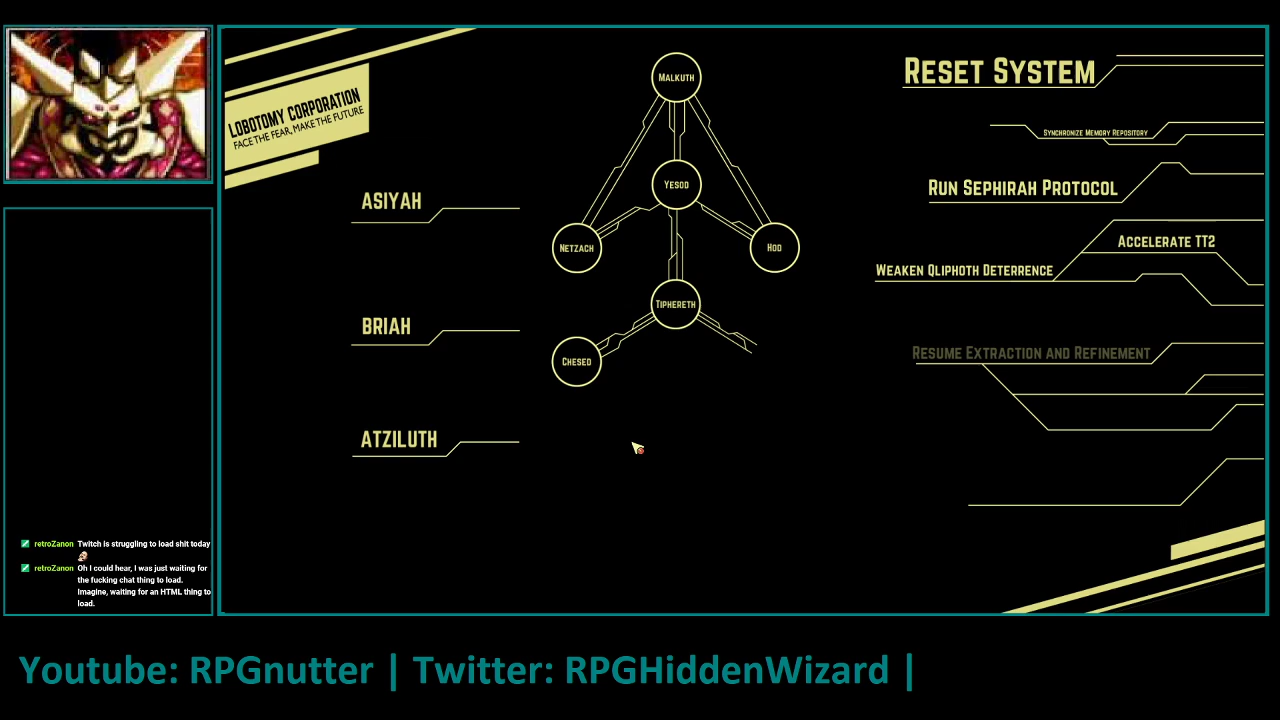 LOBOTOMY CORPORATION
FACE THE FEAR, MAKE THE FUTURE
ASIYAH
BRIAH
ATZILUTH
MALKUTH
YESOD
NETZACH
HOD
TIPHERETH
CHESED
RESET SYSTEM
SYNCHRONIZE MEMORY REPOSITORY
RUN SEPHIRAH PROTOCOL
ACCELERATE TT2
WEAKEN QLIPHOTH DETERRENCE
RESUME EXTRACTION AND REFINEMENT
retroZanon Twitch is struggling to load shit today
retroZanon Oh I could hear, I was just waiting for
the fucking chat thing to load.
Imagine, waiting for an HTML thing to
load.
Youtube: RPGnutter | Twitter: RPGHiddenWizard |